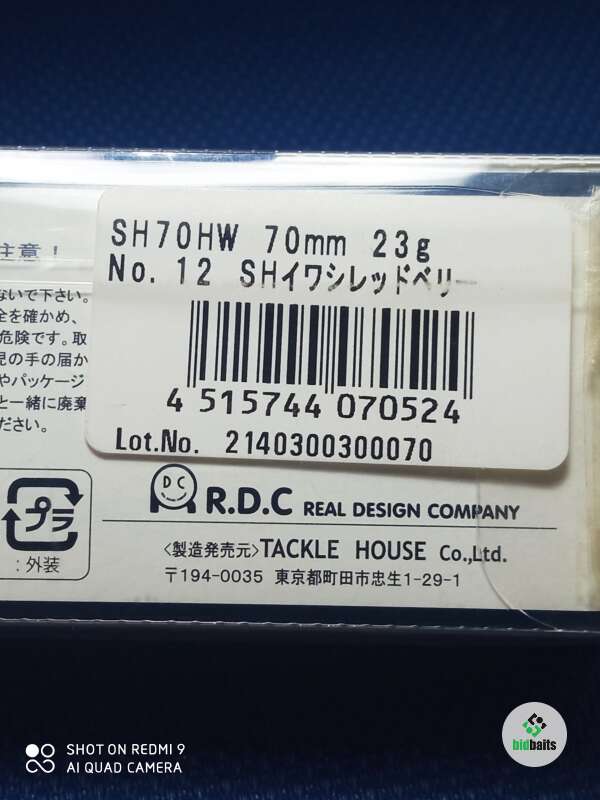 SH70HW 70mm 23g
No. 12 SHイワシレッドベリー
4 515744 070524
Lot.No. 2140300300070
注意！
ないで下さい。
全を確かめ、
危険です。取
児の手の届か
やパッケージ
と一緒に廃棄
ださい。
プラ
：外装
DC
R.D.C REAL DESIGN COMPANY
<製造発売元>TACKLE HOUSE Co.,Ltd.
〒194-0035 東京都町田市忠生1-29-1
bidbaits
SHOT ON REDMI 9
AI QUAD CAMERA